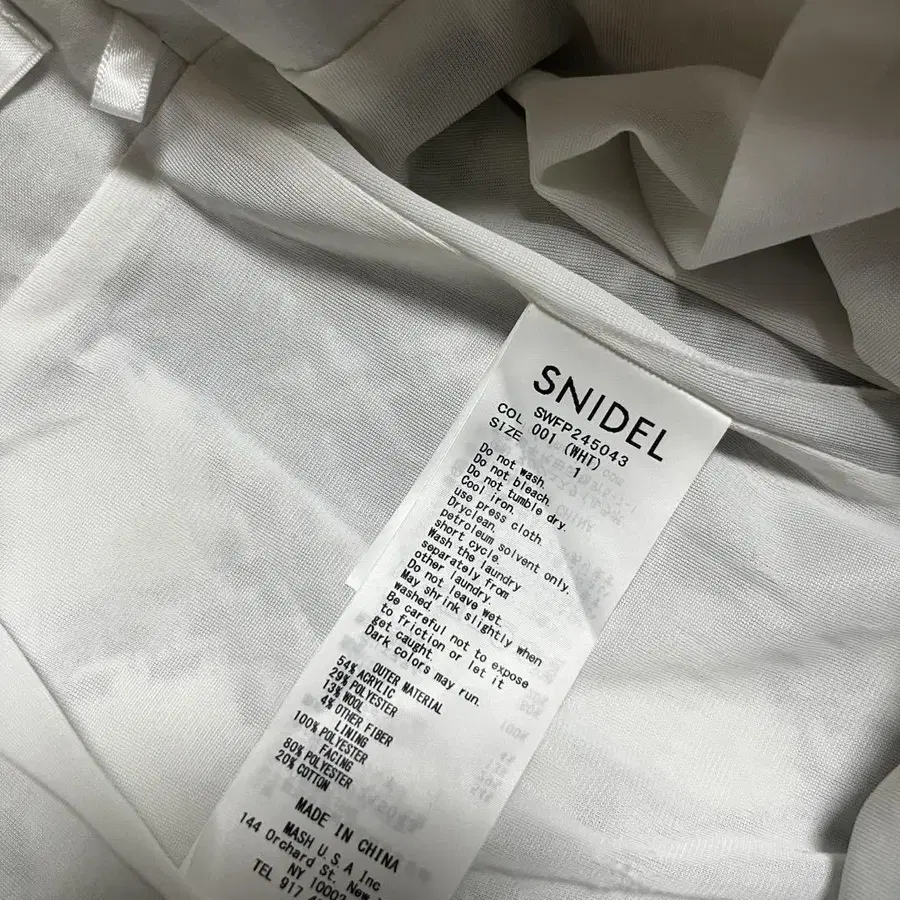 SNIDEL
SWFP245043
COL 001 (WHT)
SIZE 1
Do not wash.
Do not bleach.
Do not tumble dry.
Cool iron.
use press cloth.
Dryclean.
petroleum solvent only.
short cycle.
Wash the laundry
separately from
other laundry.
Do not leave wet.
May shrink slightly when
washed.
Be careful not to expose
to friction or let it
get caught.
Dark colors may run.
OUTER MATERIAL
54% ACRYLIC
29% POLYESTER
13% WOOL
4% OTHER FIBER
LINING
100% POLYESTER
FACING
80% POLYESTER
20% COTTON
MADE IN CHINA
MASH U.S.A Inc
144 Orchard St. New
NY 1000
TEL 917